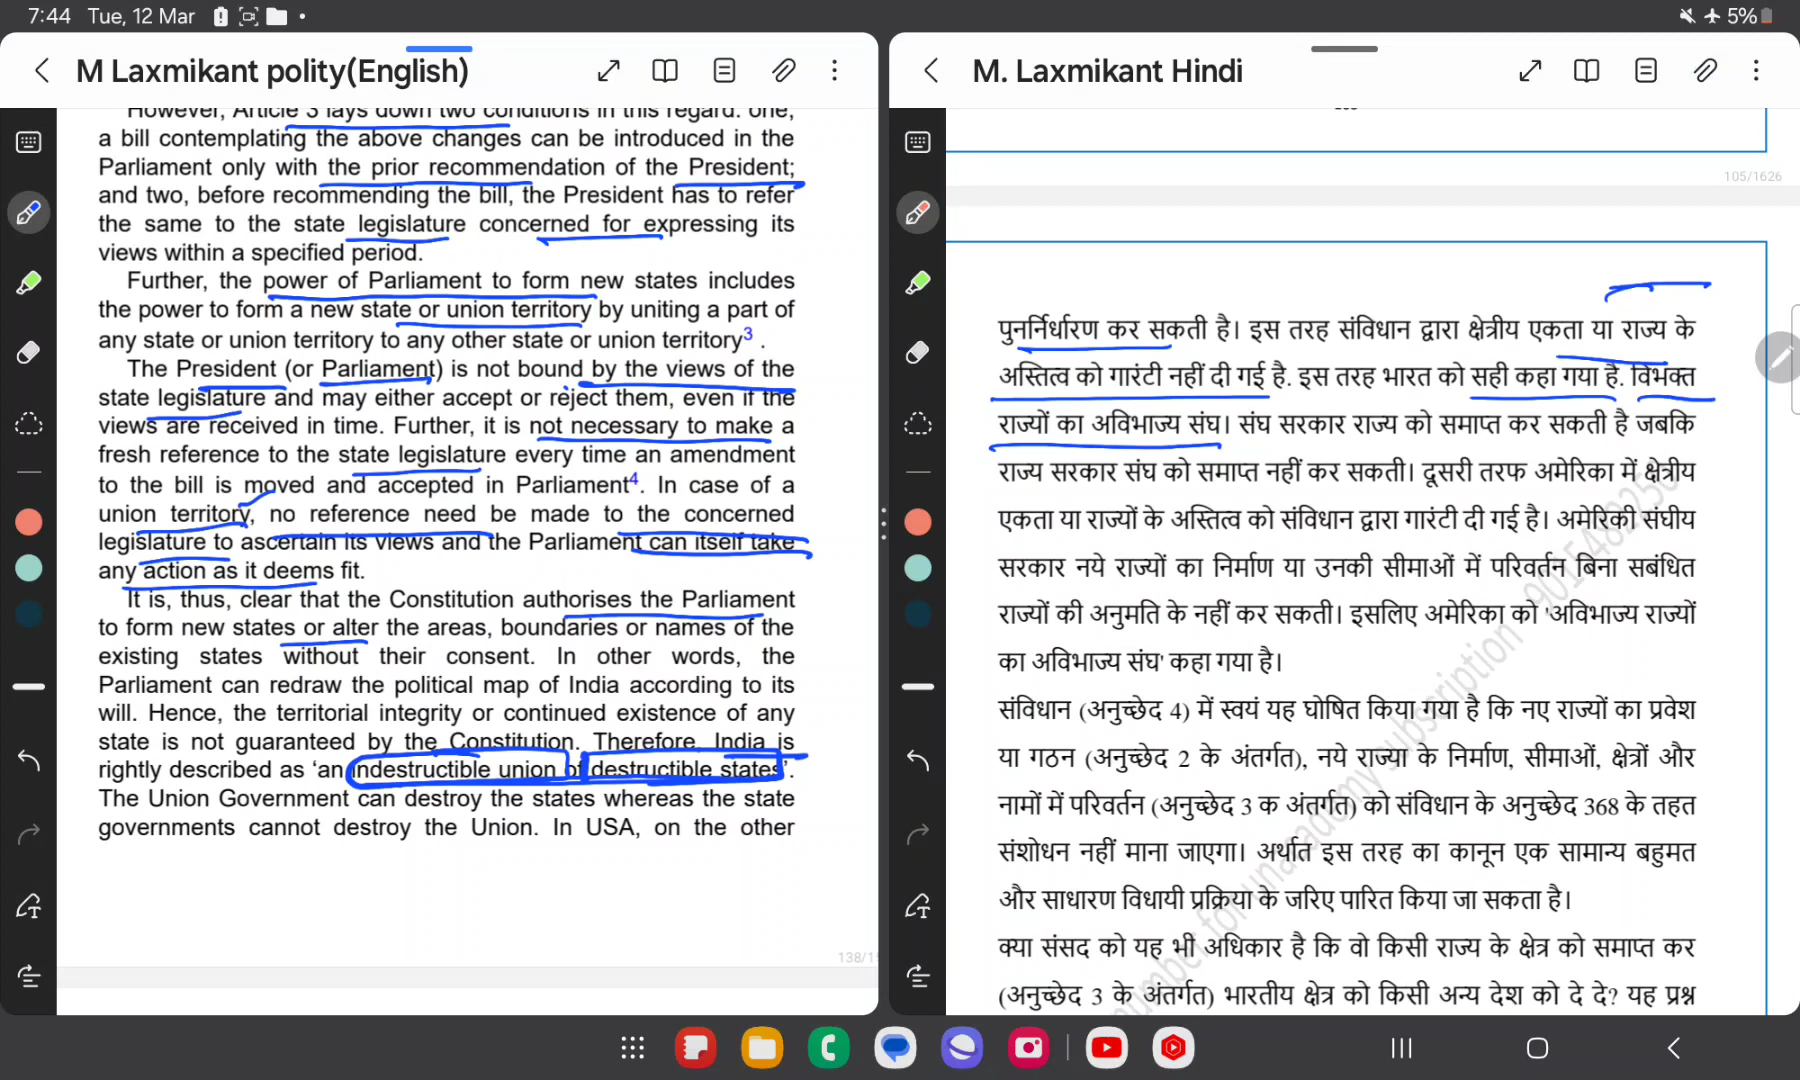 7:44 Tue, 12 Mar
5%
M Laxmikant polity(English)
However, Article 3 lays down two conditions in this regard: one,
a bill contemplating the above changes can be introduced in the
Parliament only with the prior recommendation of the President;
and two, before recommending the bill, the President has to refer
the same to the state legislature concerned for expressing its
views within a specified period.
Further, the power of Parliament to form new states includes
the power to form a new state or union territory by uniting a part of
any state or union territory to any other state or union territory3 .
The President (or Parliament) is not bound by the views of the
state legislature and may either accept or reject them, even if the
views are received in time. Further, it is not necessary to make a
fresh reference to the state legislature every time an amendment
to the bill is moved and accepted in Parliament4. In case of a
union territory, no reference need be made to the concerned
legislature to ascertain its views and the Parliament can itself take
any action as it deems fit.
It is, thus, clear that the Constitution authorises the Parliament
to form new states or alter the areas, boundaries or names of the
existing states without their consent. In other words, the
Parliament can redraw the political map of India according to its
will. Hence, the territorial integrity or continued existence of any
state is not guaranteed by the Constitution. Therefore, India is
rightly described as ‘an indestructible union of destructible states’.
The Union Government can destroy the states whereas the state
governments cannot destroy the Union. In USA, on the other
M. Laxmikant Hindi
105/1626
पुनर्निर्धारण कर सकती है। इस तरह संविधान द्वारा क्षेत्रीय एकता या राज्य के
अस्तित्व को गारंटी नहीं दी गई है. इस तरह भारत को सही कहा गया है. विभक्त
राज्यों का अविभाज्य संघ। संघ सरकार राज्य को समाप्त कर सकती है जबकि
राज्य सरकार संघ को समाप्त नहीं कर सकती। दूसरी तरफ अमेरिका में क्षेत्रीय
एकता या राज्यों के अस्तित्व को संविधान द्वारा गारंटी दी गई है। अमेरिकी संघीय
सरकार नये राज्यों का निर्माण या उनकी सीमाओं में परिवर्तन बिना सबंधित
राज्यों की अनुमति के नहीं कर सकती। इसलिए अमेरिका को 'अविभाज्य राज्यों
का अविभाज्य संघ' कहा गया है।
संविधान (अनुच्छेद 4) में स्वयं यह घोषित किया गया है कि नए राज्यों का प्रवेश
या गठन (अनुच्छेद 2 के अंतर्गत), नये राज्य के निर्माण, सीमाओं, क्षेत्रों और
नामों में परिवर्तन (अनुच्छेद 3 क अंतर्गत) को संविधान के अनुच्छेद 368 के तहत
संशोधन नहीं माना जाएगा। अर्थात इस तरह का कानून एक सामान्य बहुमत
और साधारण विधायी प्रक्रिया के जरिए पारित किया जा सकता है।
क्या संसद को यह भी अधिकार है कि वो किसी राज्य के क्षेत्र को समाप्त कर
(अनुच्छेद 3 के अंतर्गत) भारतीय क्षेत्र को किसी अन्य देश को दे दे? यह प्रश्न
number for unacademy subscription